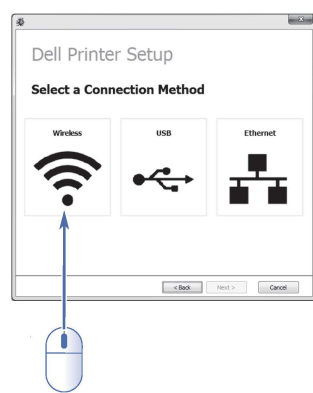 Dell Printer Setup
Select a Connection Method
Wireless USB Ethernet
< Back Next > Cancel